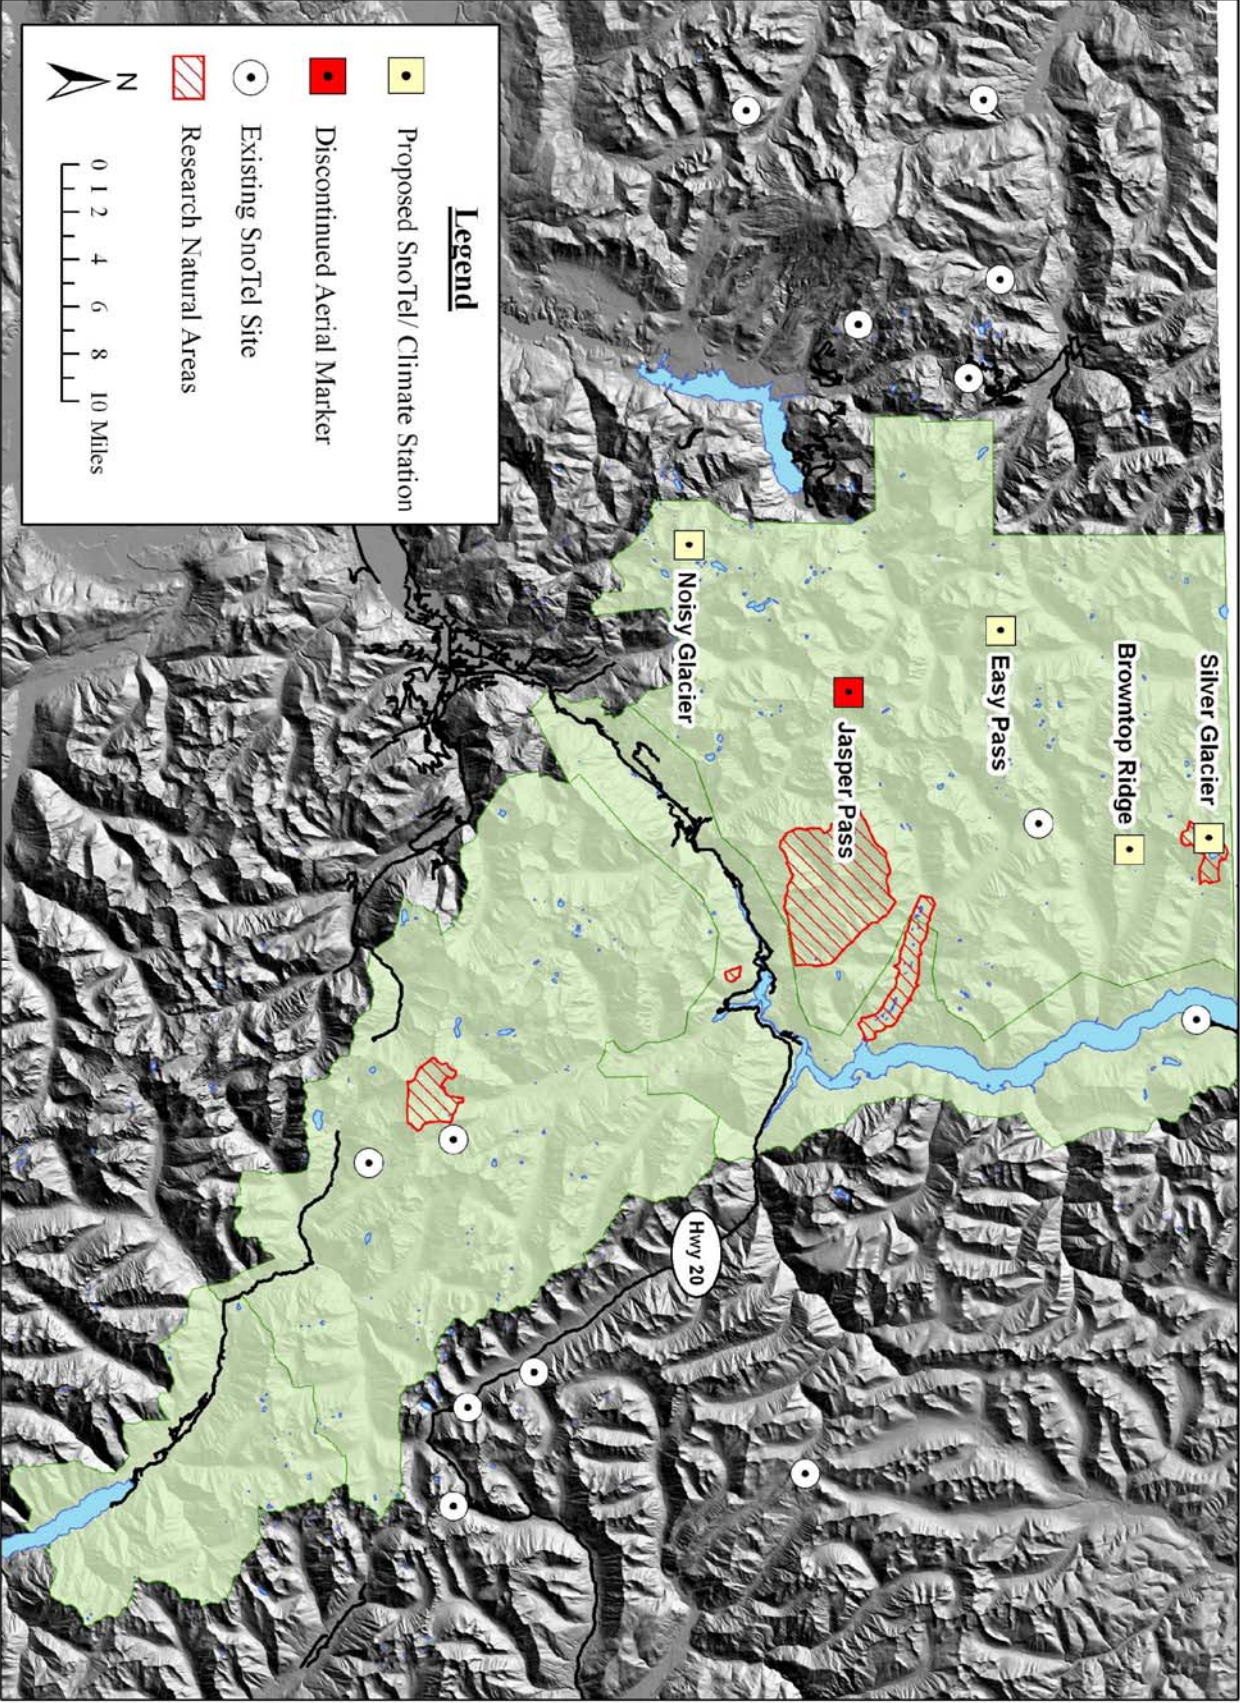 Silver Glacier
Browntop Ridge
Easy Pass
Jasper Pass
Noisy Glacier
Hwy 20
Legend
Proposed SnoTel/ Climate Station
Discontinued Aerial Marker
Existing SnoTel Site
Research Natural Areas
N
0 1 2 4 6 8 10 Miles